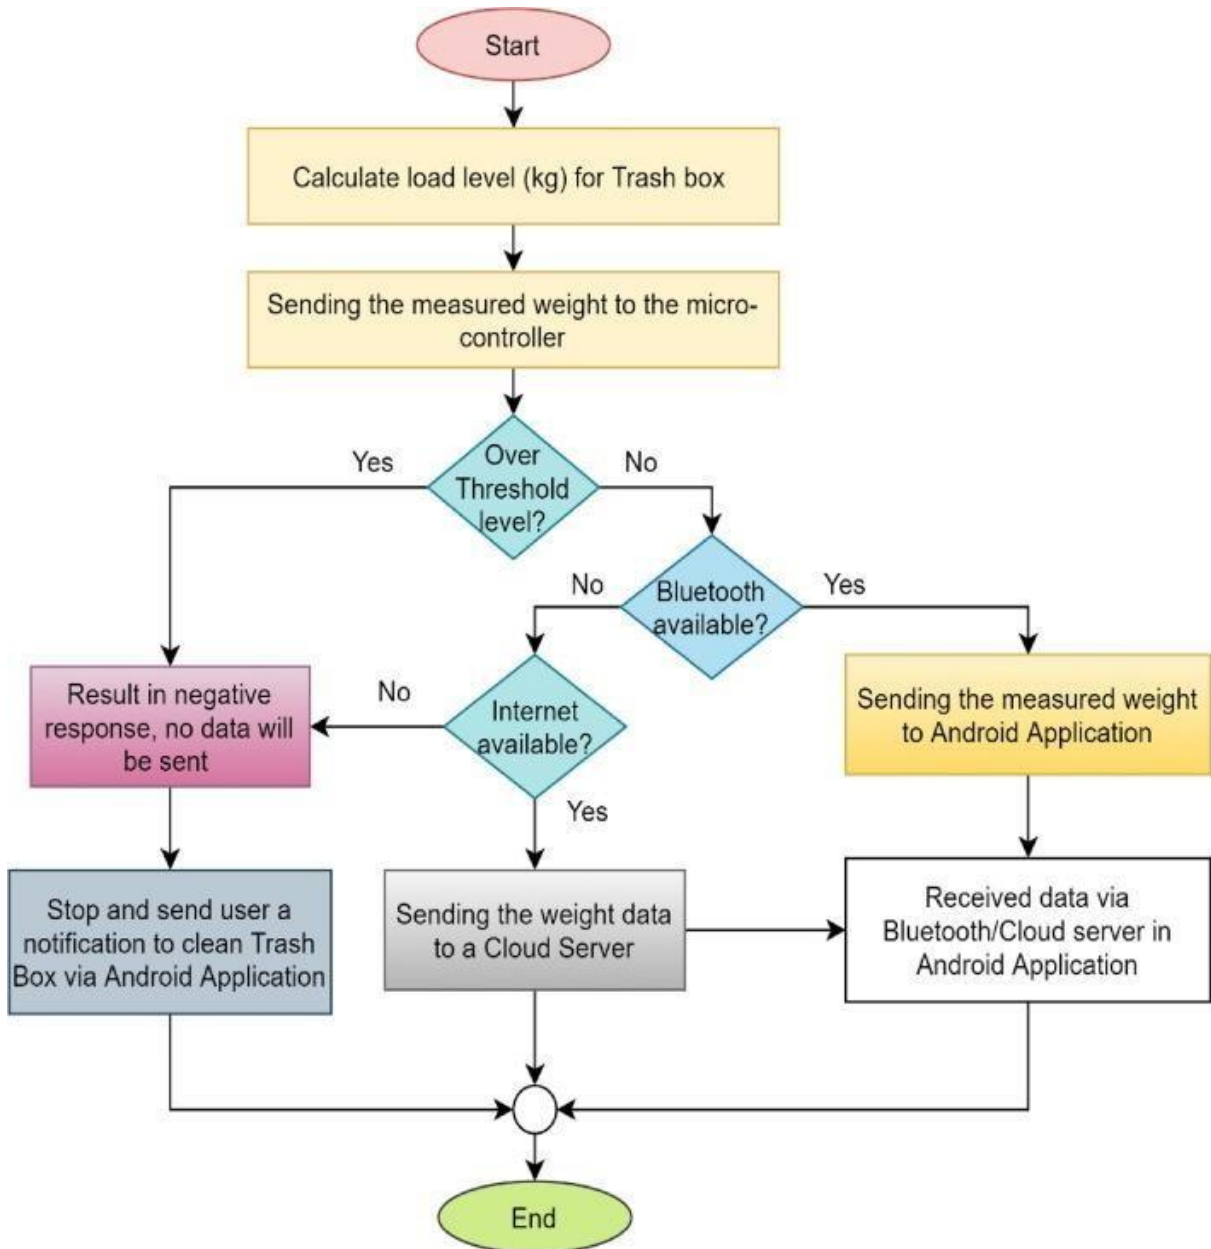 Start
Calculate load level (kg) for Trash box
Sending the measured weight to the micro-
controller
Yes
Over
Threshold
level?
No
No
Bluetooth
available?
Yes
Result in negative
response, no data will
be sent
No
Internet
available?
Sending the measured weight
to Android Application
Yes
Stop and send user a
notification to clean Trash
Box via Android Application
Sending the weight data
to a Cloud Server
Received data via
Bluetooth/Cloud server in
Android Application
End